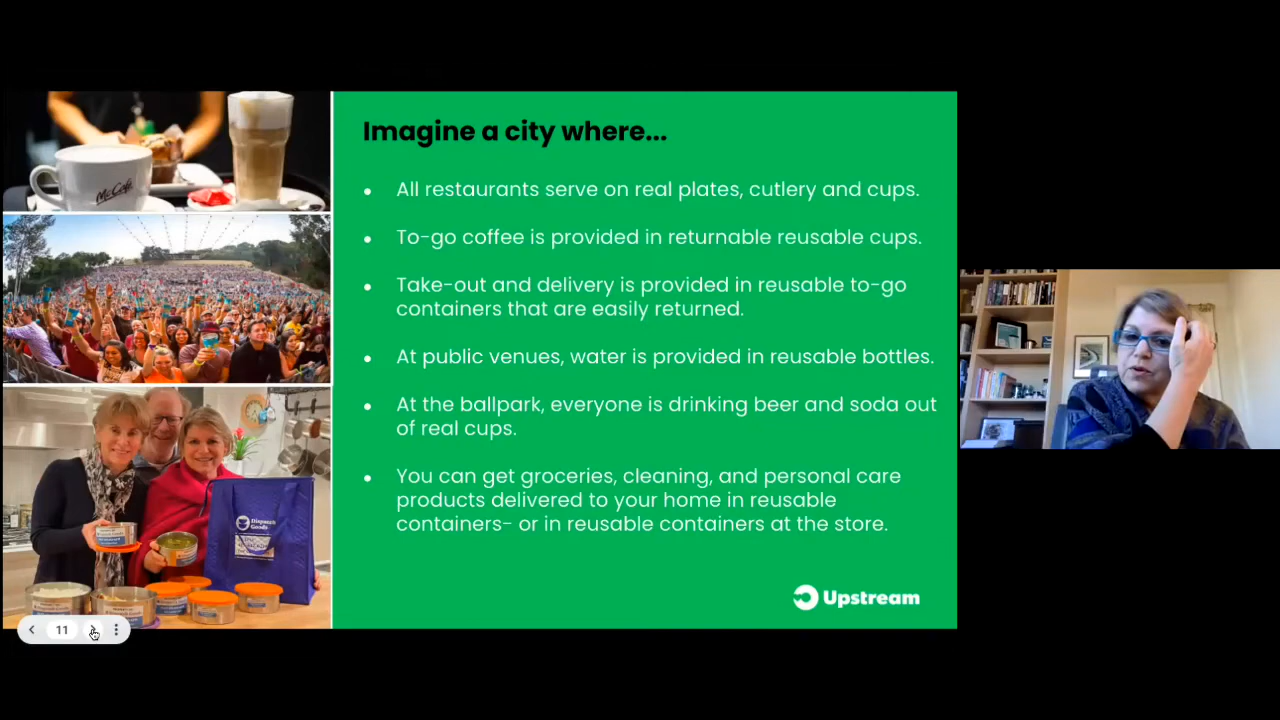 McCafé
Dispatch
Goods
Imagine a city where...
• All restaurants serve on real plates, cutlery and cups.
• To-go coffee is provided in returnable reusable cups.
• Take-out and delivery is provided in reusable to-go
containers that are easily returned.
• At public venues, water is provided in reusable bottles.
• At the ballpark, everyone is drinking beer and soda out
of real cups.
• You can get groceries, cleaning, and personal care
products delivered to your home in reusable
containers- or in reusable containers at the store.
Upstream
11